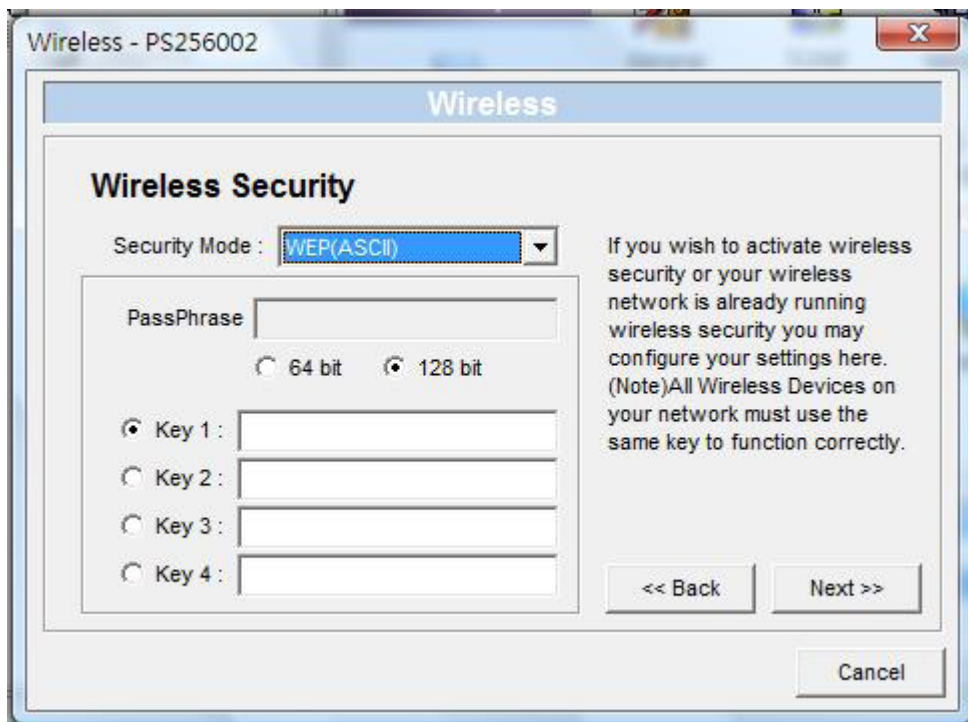 Wireless - PS256002
Wireless
Wireless Security
Security Mode : WEP(ASCII)
PassPhrase
64 bit 128 bit
Key 1 :
Key 2 :
Key 3 :
Key 4 :
If you wish to activate wireless
security or your wireless
network is already running
wireless security you may
configure your settings here.
(Note)All Wireless Devices on
your network must use the
same key to function correctly.
<< Back Next >>
Cancel